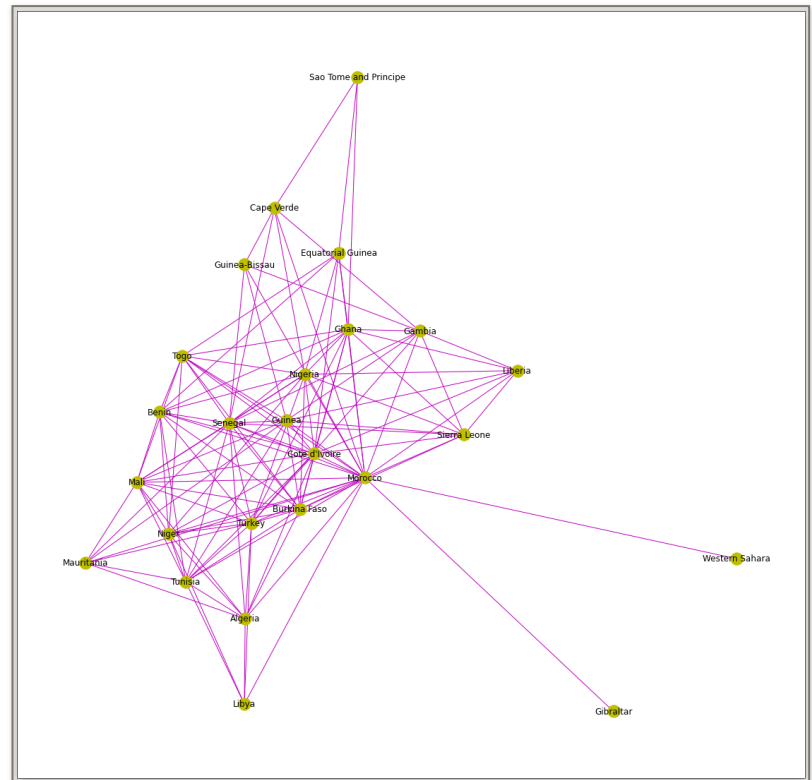 Sao Tome and Principe
Cape Verde
Equatorial Guinea
Guinea-Bissau
Ghana
Gambia
Togo
Liberia
Nigeria
Benin
Senegal
Guinea
Sierra Leone
Cote d'Ivoire
Morocco
Mali
Burkina Faso
Turkey
Niger
Western Sahara
Mauritania
Tunisia
Algeria
Libya
Gibraltar